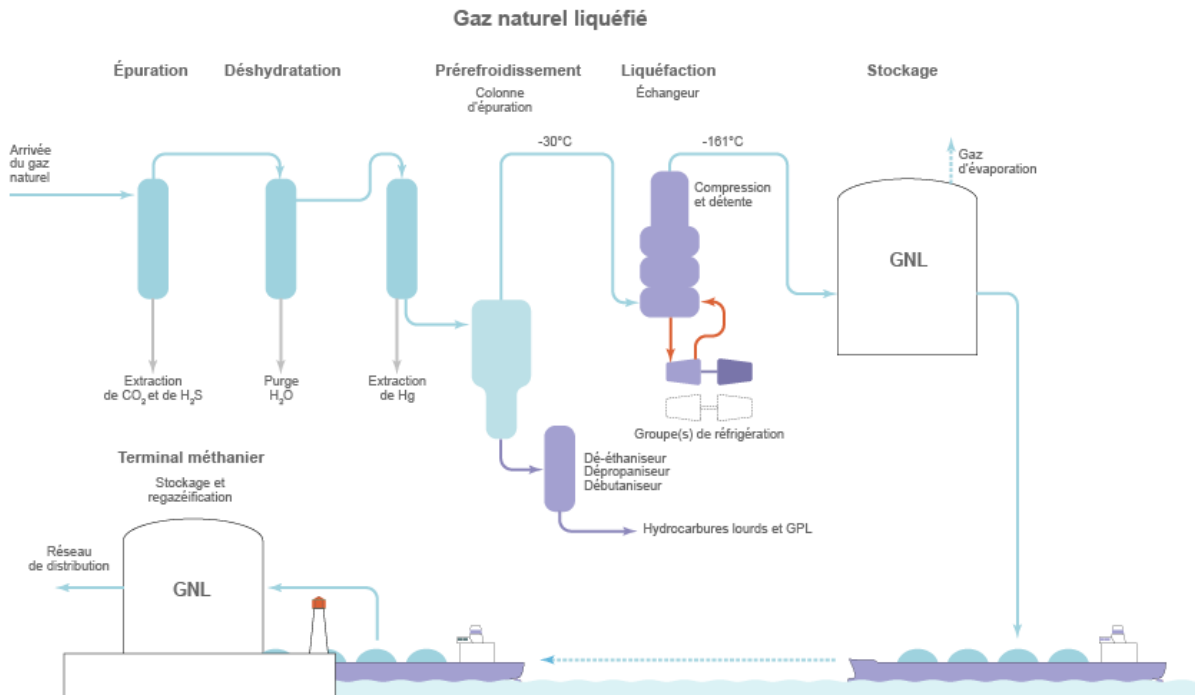 Gaz naturel liquéfié
Épuration
Déshydratation
Prérefroidissement
Colonne
d'épuration
Liquéfaction
Échangeur
Stockage
Arrivée
du gaz
naturel
-30°C
-161°C
Compression
et détente
Gaz
d'évaporation
GNL
Extraction
de CO₂ et de H₂S
Purge
H₂O
Extraction
de Hg
Groupe(s) de réfrigération
Dé-éthaniseur
Dépropaniseur
Débutaniseur
Hydrocarbures lourds et GPL
Terminal méthanier
Stockage et
regazéification
Réseau
de distribution
GNL